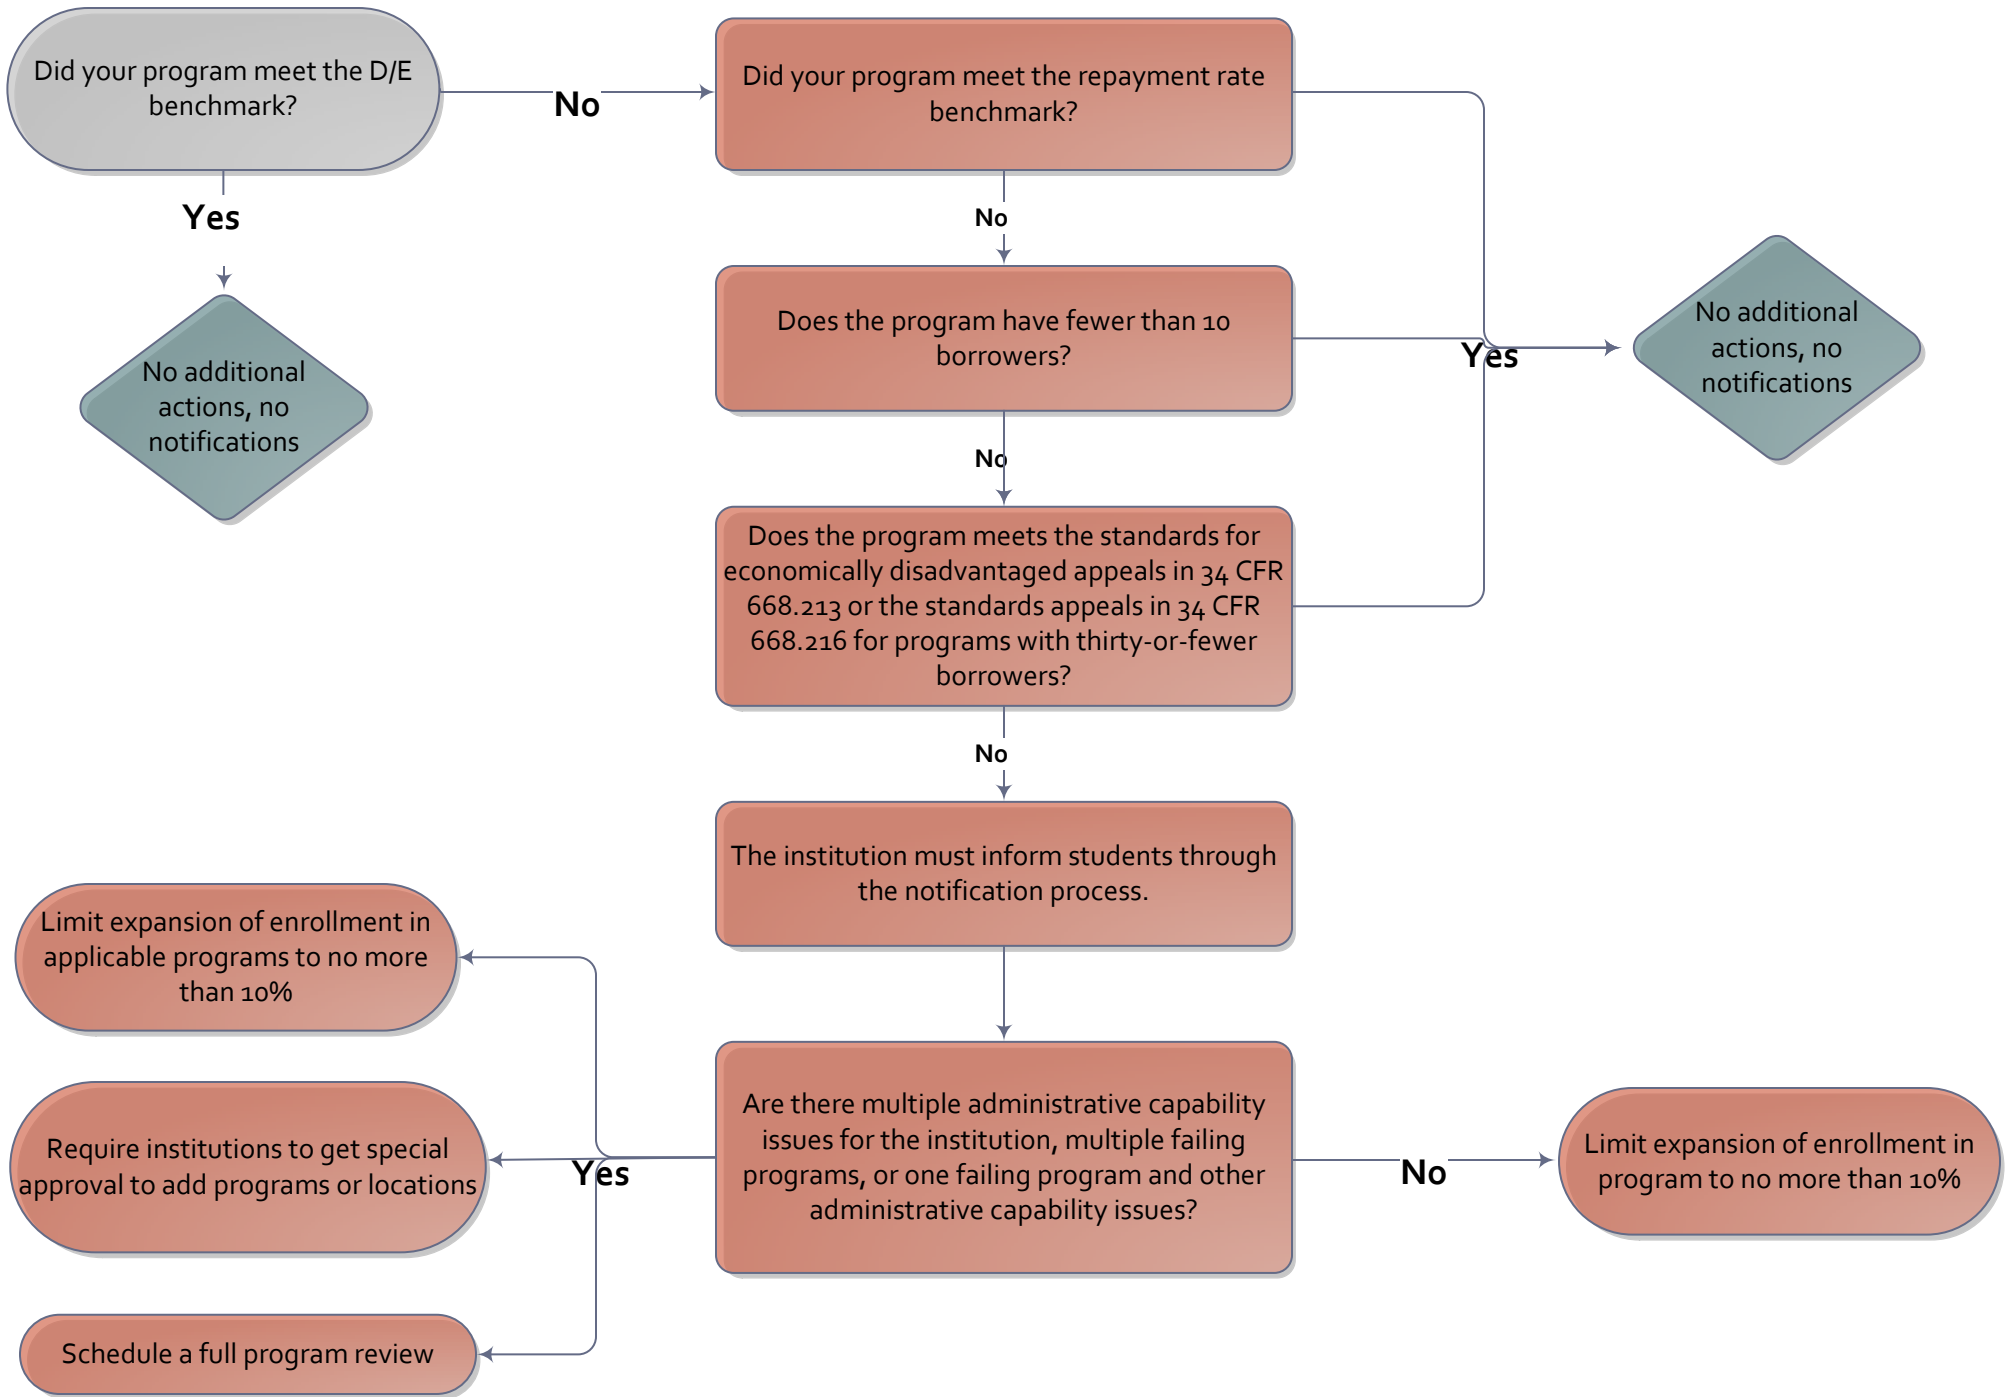 Did your program meet the D/E
benchmark?
No
Did your program meet the repayment rate
benchmark?
Yes
No
No additional
actions, no
notifications
Does the program have fewer than 10
borrowers?
Yes
No additional
actions, no
notifications
No
Does the program meets the standards for
economically disadvantaged appeals in 34 CFR
668.213 or the standards appeals in 34 CFR
668.216 for programs with thirty-or-fewer
borrowers?
No
The institution must inform students through
the notification process.
Limit expansion of enrollment in
applicable programs to no more
than 10%
Require institutions to get special
approval to add programs or locations
Yes
Are there multiple administrative capability
issues for the institution, multiple failing
programs, or one failing program and other
administrative capability issues?
No
Limit expansion of enrollment in
program to no more than 10%
Schedule a full program review